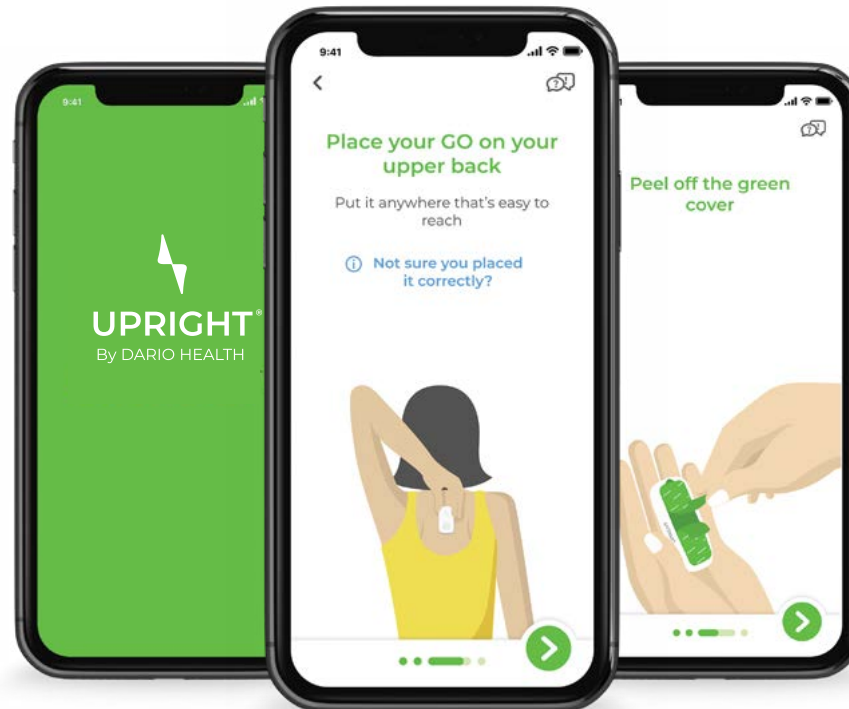 9:41
UPRIGHT®
By DARIO HEALTH
9:41
Place your GO on your
upper back
Put it anywhere that's easy to
reach
Not sure you placed
it correctly?
Peel off the green
cover